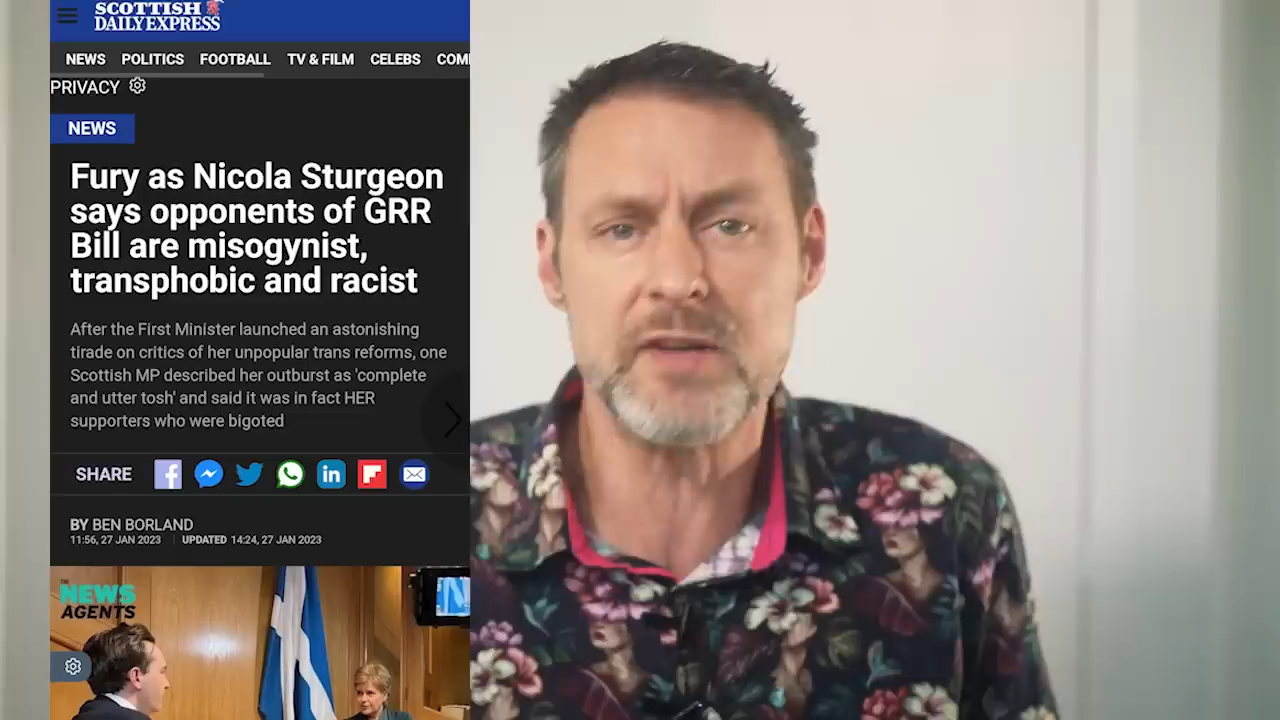 SCOTTISH
DAILY EXPRESS
NEWS POLITICS FOOTBALL TV & FILM CELEBS COM
PRIVACY
NEWS
Fury as Nicola Sturgeon
says opponents of GRR
Bill are misogynist,
transphobic and racist
After the First Minister launched an astonishing
tirade on critics of her unpopular trans reforms, one
Scottish MP described her outburst as 'complete
and utter tosh' and said it was in fact HER
supporters who were bigoted
SHARE
BY BEN BORLAND
11:56, 27 JAN 2023 UPDATED 14:24, 27 JAN 2023
THE
NEWS
AGENTS